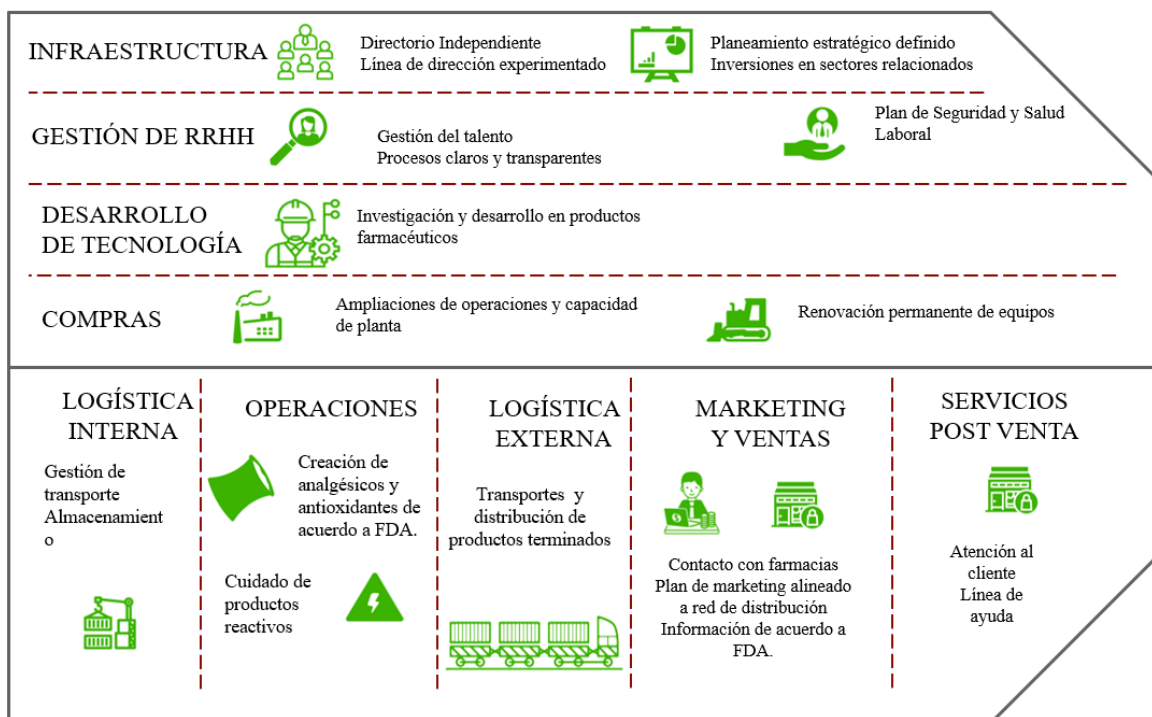 INFRAESTRUCTURA
Directorio Independiente
Línea de dirección experimentado
Planeamiento estratégico definido
Inversiones en sectores relacionados
GESTIÓN DE RRHH
Gestión del talento
Procesos claros y transparentes
Plan de Seguridad y Salud
Laboral
DESARROLLO
DE TECNOLOGÍA
Investigación y desarrollo en productos
farmacéuticos
COMPRAS
Ampliaciones de operaciones y capacidad
de planta
Renovación permanente de equipos
LOGÍSTICA
INTERNA
Gestión de
transporte
Almacenamient
o
OPERACIONES
Creación de
analgésicos y
antioxidantes de
acuerdo a FDA.
Cuidado de
productos
reactivos
LOGÍSTICA
EXTERNA
Transportes y
distribución de
productos terminados
MARKETING
Y VENTAS
Contacto con farmacias
Plan de marketing alineado
a red de distribución
Información de acuerdo a
FDA.
SERVICIOS
POST VENTA
Atención al
cliente
Línea de
ayuda